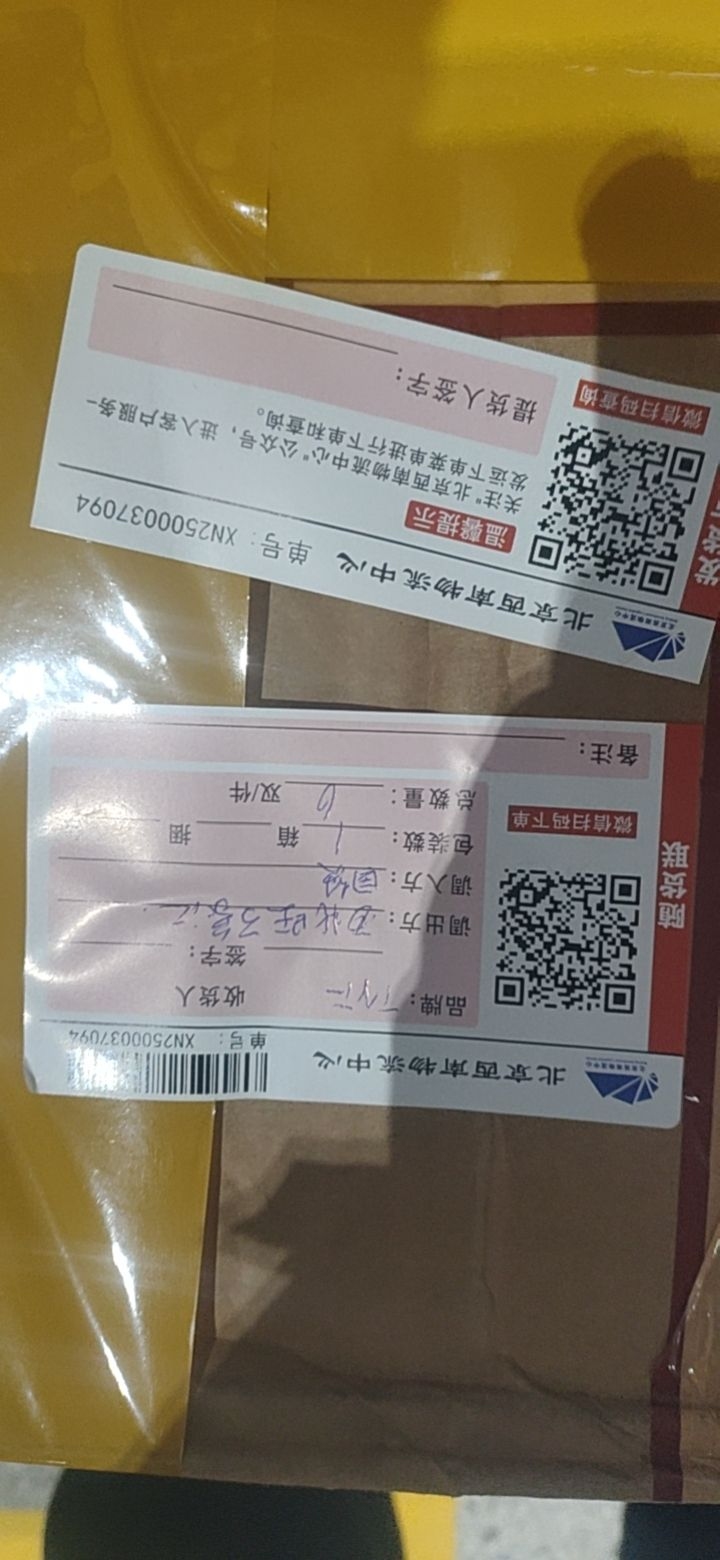 北京西南物流中心
单号: XN2500037094
品牌:
收货人
签字:
调出方:
调入方:
包装数: 1 箱 捆
总数量: 6 双/件
备注:
微信扫码下单
随货联
北京西南物流中心 单号: XN2500037094
温馨提示
关注“北京西南物流中心”公众号，进入客户服务-
发运下单菜单进行下单和查询。
提货人签字:
微信扫码查询